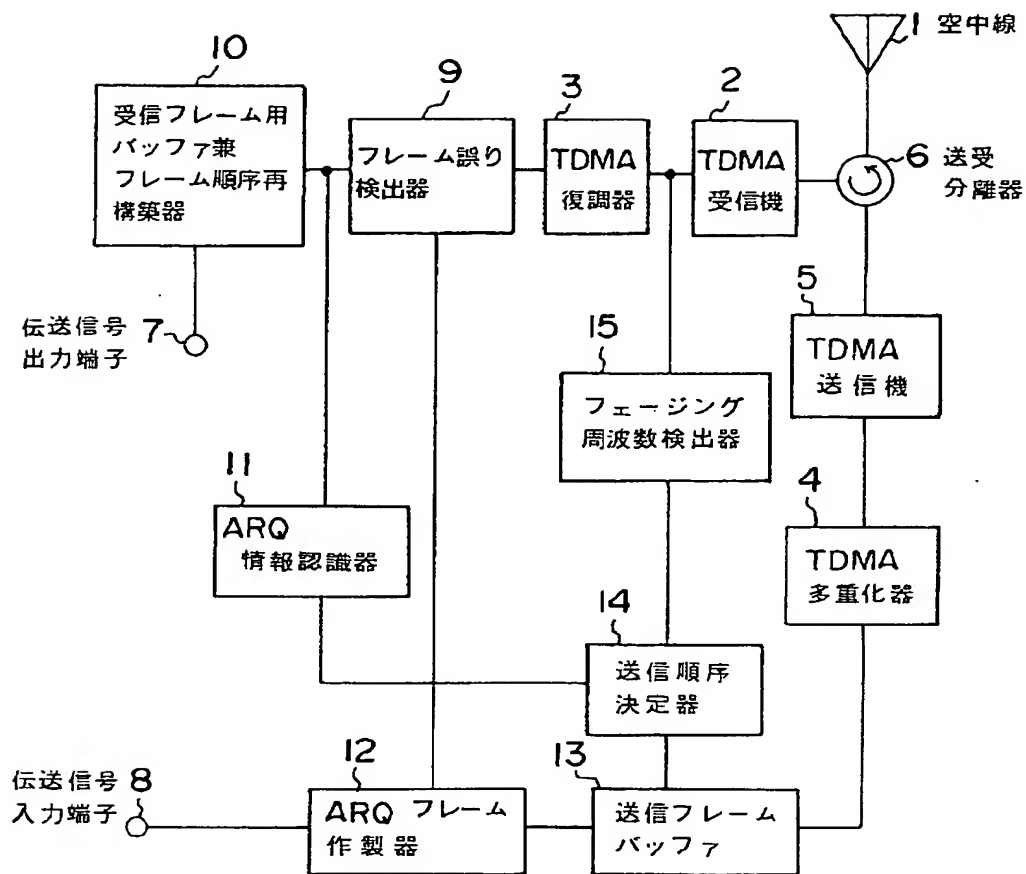 1 空中線
10
9
3
2
受信フレーム用
バッファ兼
フレーム順序再
構築器
フレーム誤り
検出器
TDMA
復調器
TDMA
受信機
6 送受
分離器
5
TDMA
送信機
伝送信号 7
出力端子
15
フェージング
周波数検出器
11
ARQ
情報認識器
4
TDMA
多重化器
14
送信順序
決定器
伝送信号 8
入力端子
12
ARQ フレーム
作製器
13
送信フレーム
バッファ